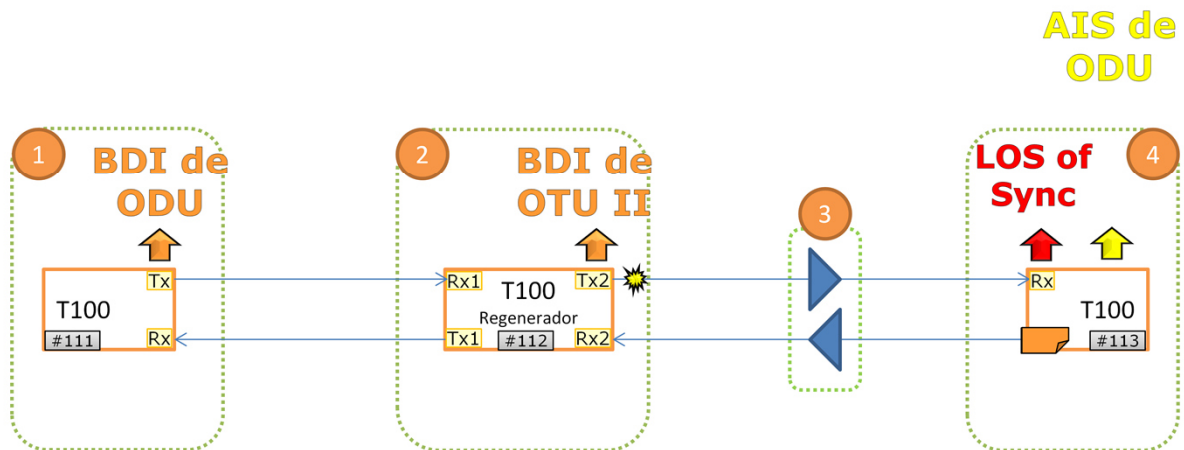 AIS de
ODU
1
BDI de
ODU
2
BDI de
OTU II
3
LOS of
Sync
4
Tx
T100
#111
Rx
Rx1
Tx2
T100
Regenerador
Tx1
#112
Rx2
Rx
T100
#113